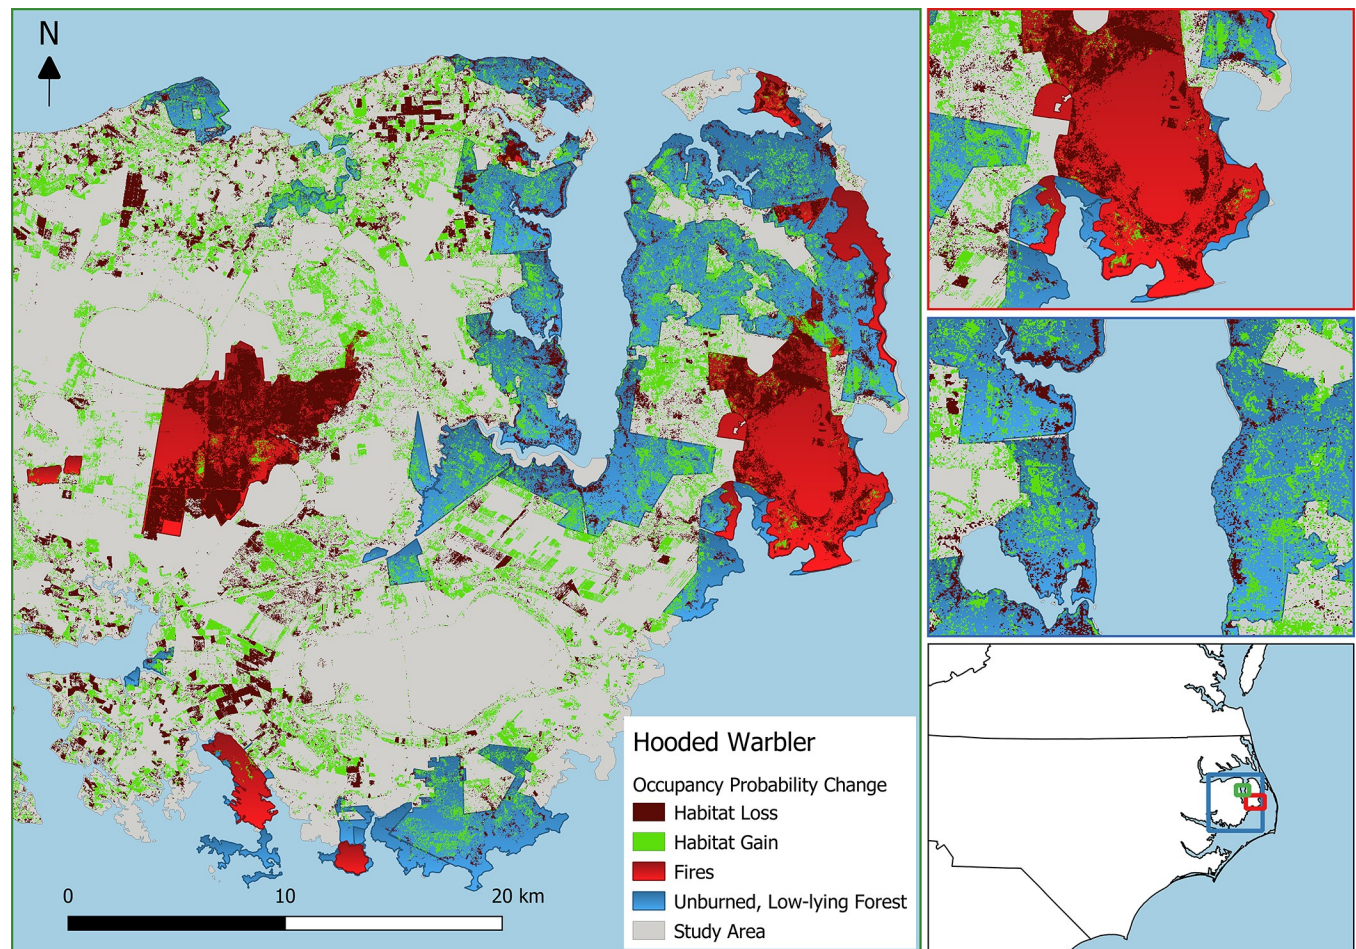 N
Hooded Warbler
Occupancy Probability Change
Habitat Loss
Habitat Gain
Fires
Unburned, Low-lying Forest
Study Area
0 10 20 km